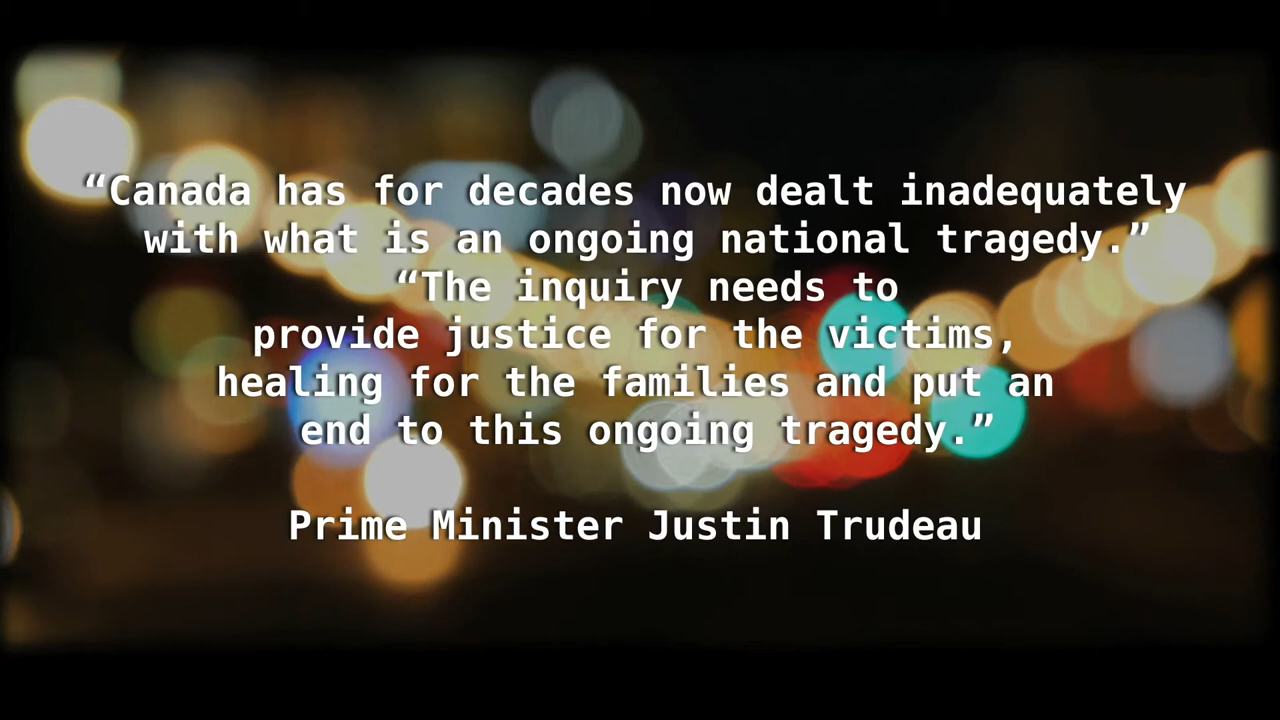 “Canada has for decades now dealt inadequately
with what is an ongoing national tragedy.”
“The inquiry needs to
provide justice for the victims,
healing for the families and put an
end to this ongoing tragedy.”
Prime Minister Justin Trudeau